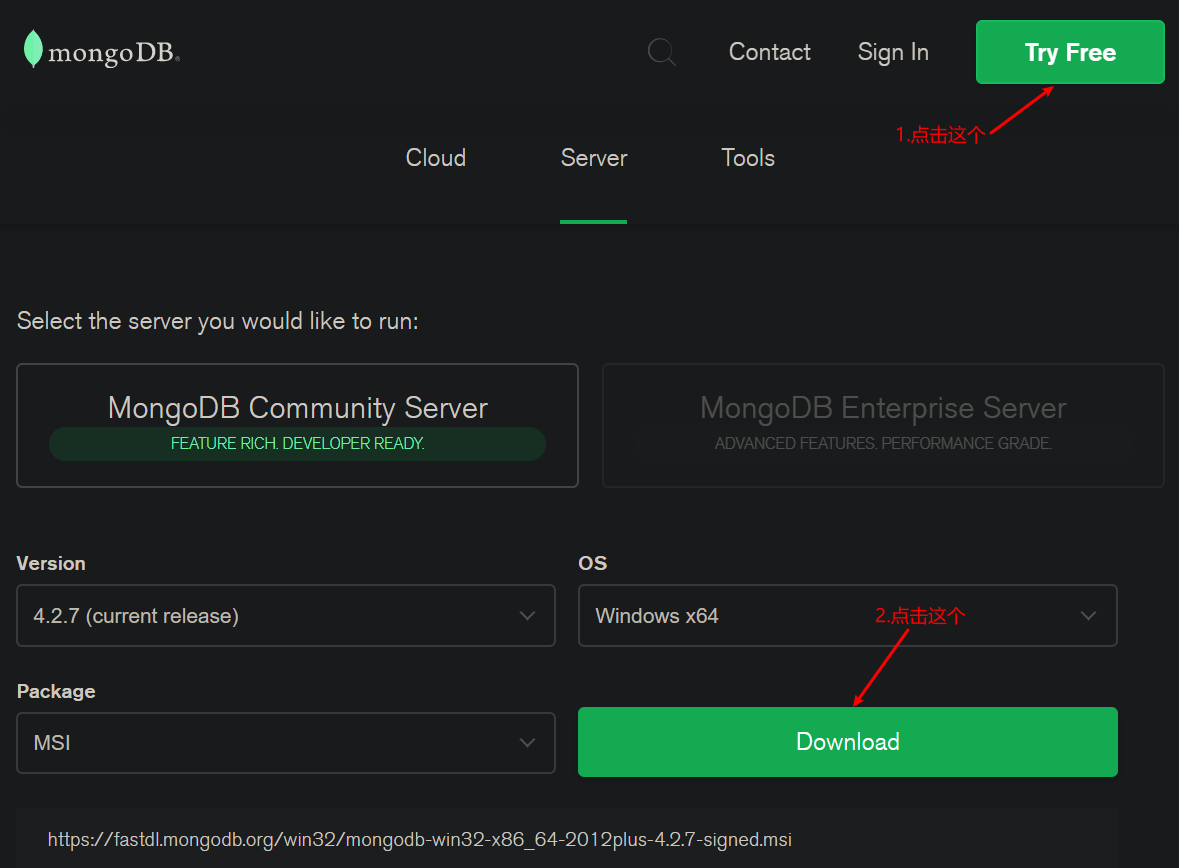 mongoDB®
Contact
Sign In
Try Free
1.点击这个
Cloud
Server
Tools
Select the server you would like to run:
MongoDB Community Server
FEATURE RICH. DEVELOPER READY.
MongoDB Enterprise Server
ADVANCED FEATURES. PERFORMANCE GRADE.
Version
4.2.7 (current release)
OS
Windows x64
2.点击这个
Package
MSI
Download
https://fastdl.mongodb.org/win32/mongodb-win32-x86_64-2012plus-4.2.7-signed.msi